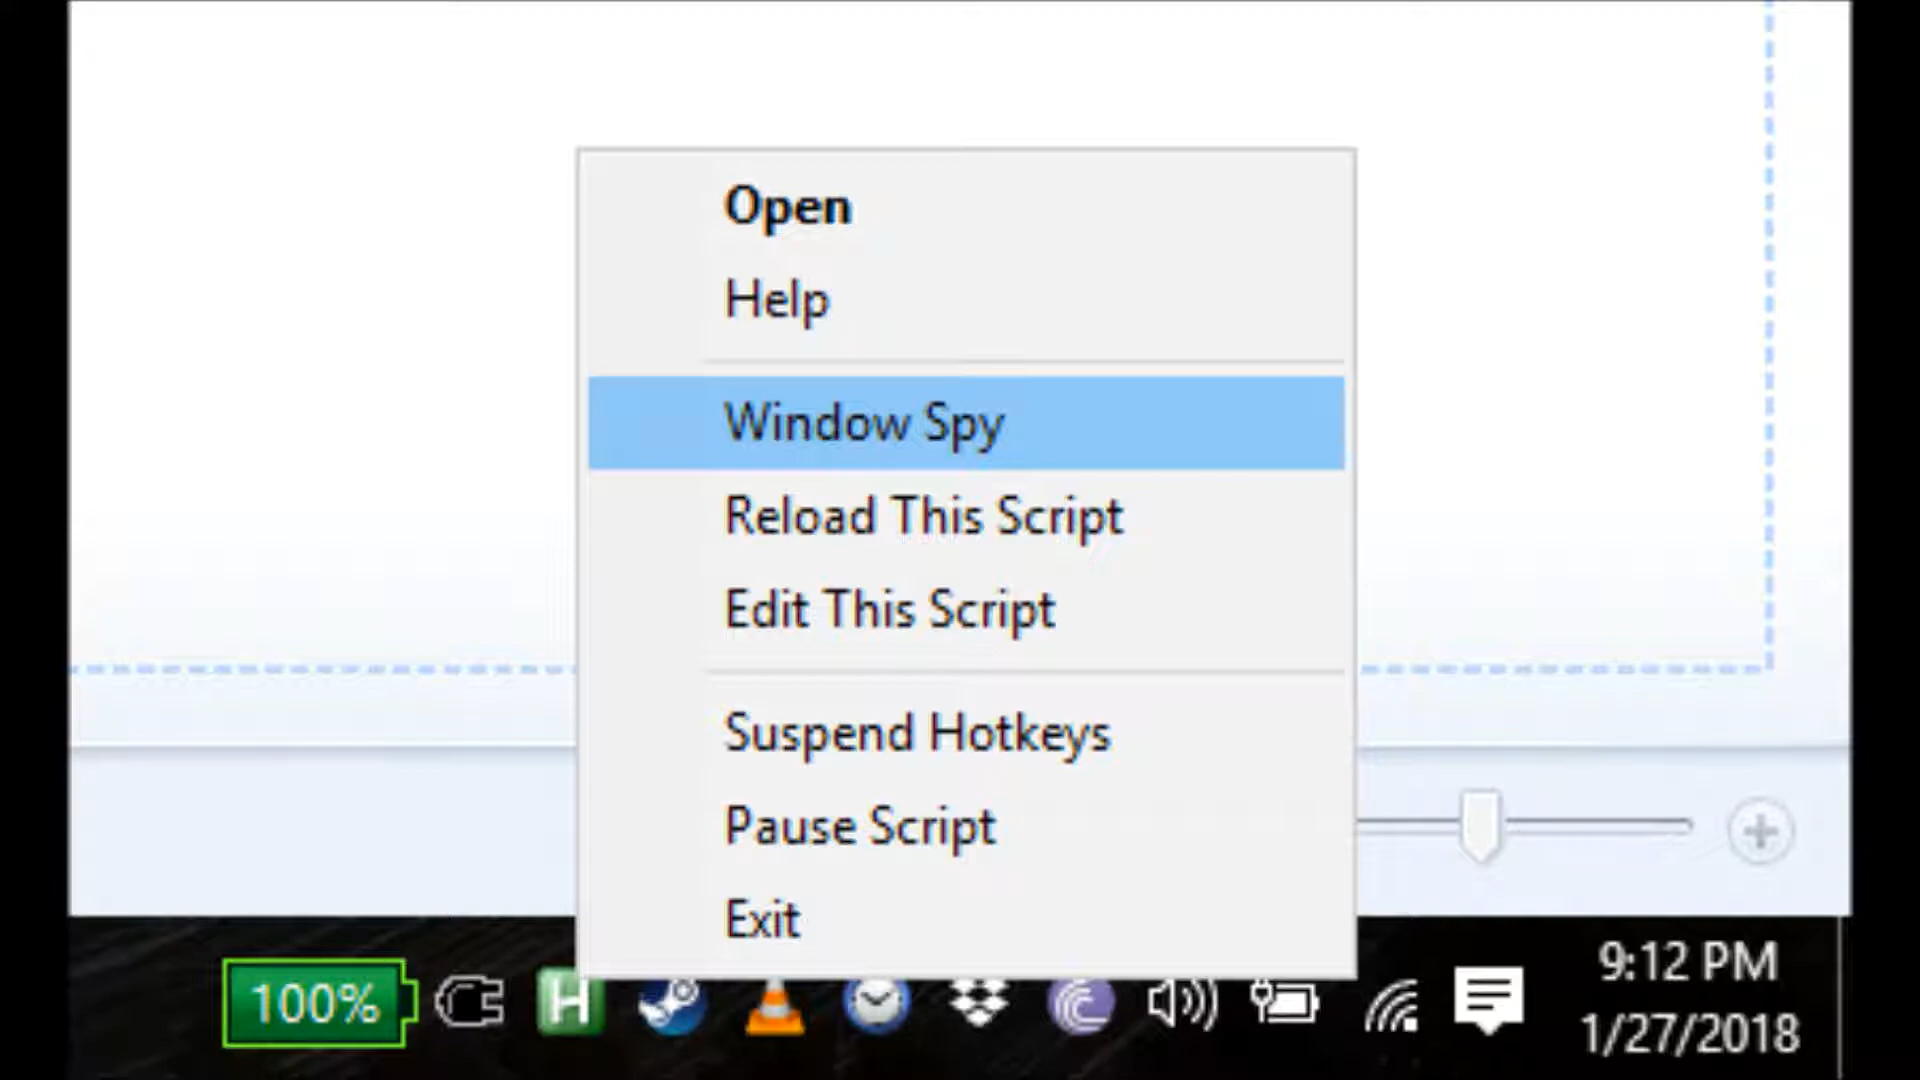 Open
Help
Window Spy
Reload This Script
Edit This Script
Suspend Hotkeys
Pause Script
Exit
100%
H
9:12 PM
1/27/2018